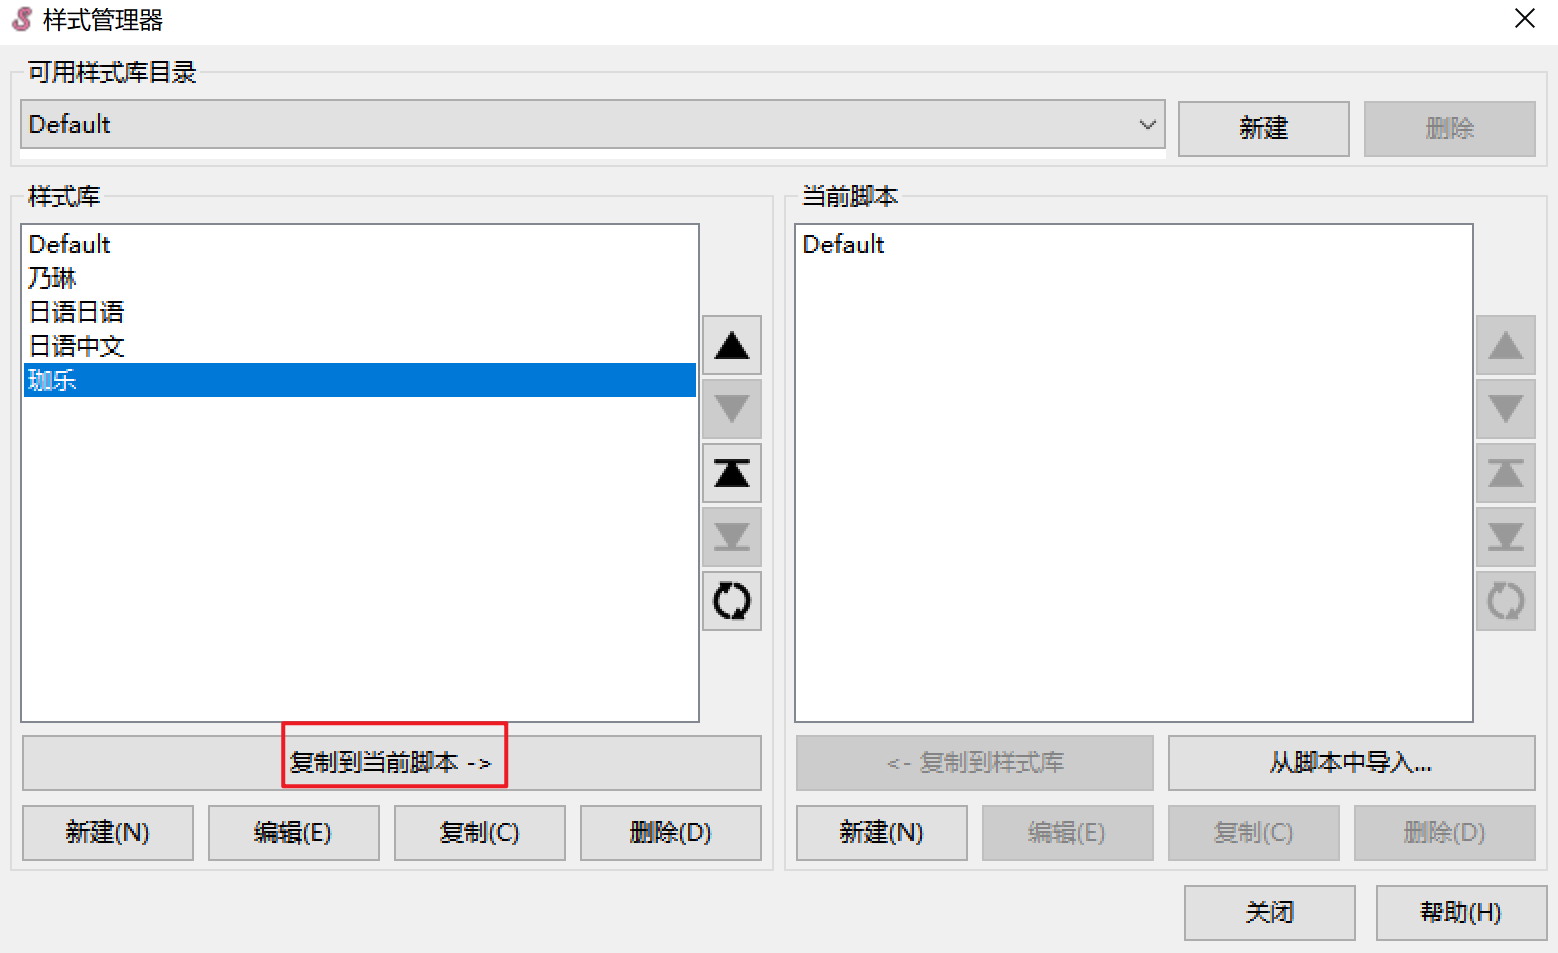 样式管理器
可用样式库目录
Default
新建
删除
样式库
Default
乃琳
日语日语
日语中文
珈乐
复制到当前脚本 ->
新建(N)
编辑(E)
复制(C)
删除(D)
当前脚本
Default
<- 复制到样式库
从脚本中导入...
新建(N)
编辑(E)
复制(C)
删除(D)
关闭
帮助(H)